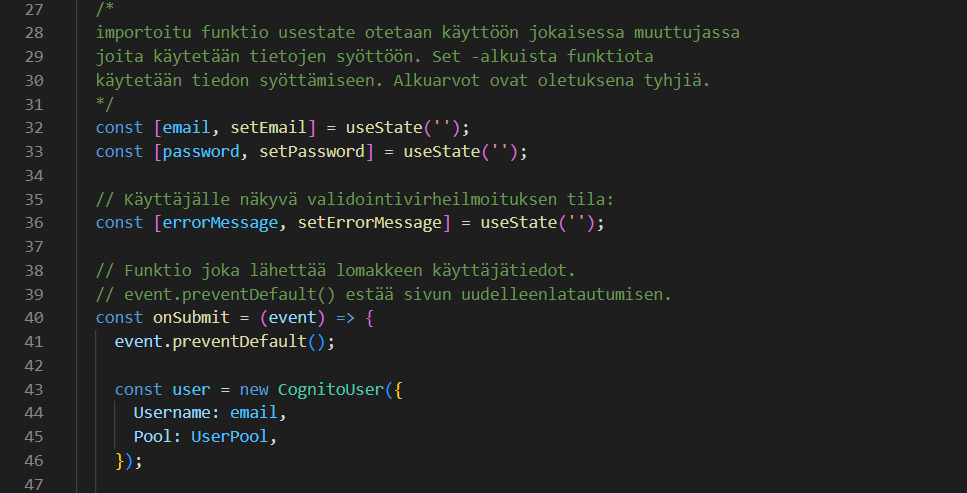 27 /*
28 importoitu funktio usestate otetaan käyttöön jokaisessa muuttujassa
29 joita käytetään tietojen syöttöön. Set -alkuista funktiota
30 käytetään tiedon syöttämiseen. Alkuarvot ovat oletuksena tyhjiä.
31 */
32 const [email, setEmail] = useState('');
33 const [password, setPassword] = useState('');
34
35 // Käyttäjälle näkyvä validointivirheilmoituksen tila:
36 const [errorMessage, setErrorMessage] = useState('');
37
38 // Funktio joka lähettää lomakkeen käyttäjätiedot.
39 // event.preventDefault() estää sivun uudelleenlatautumisen.
40 const onSubmit = (event) => {
41 event.preventDefault();
42
43 const user = new CognitoUser({
44 Username: email,
45 Pool: UserPool,
46 });
47